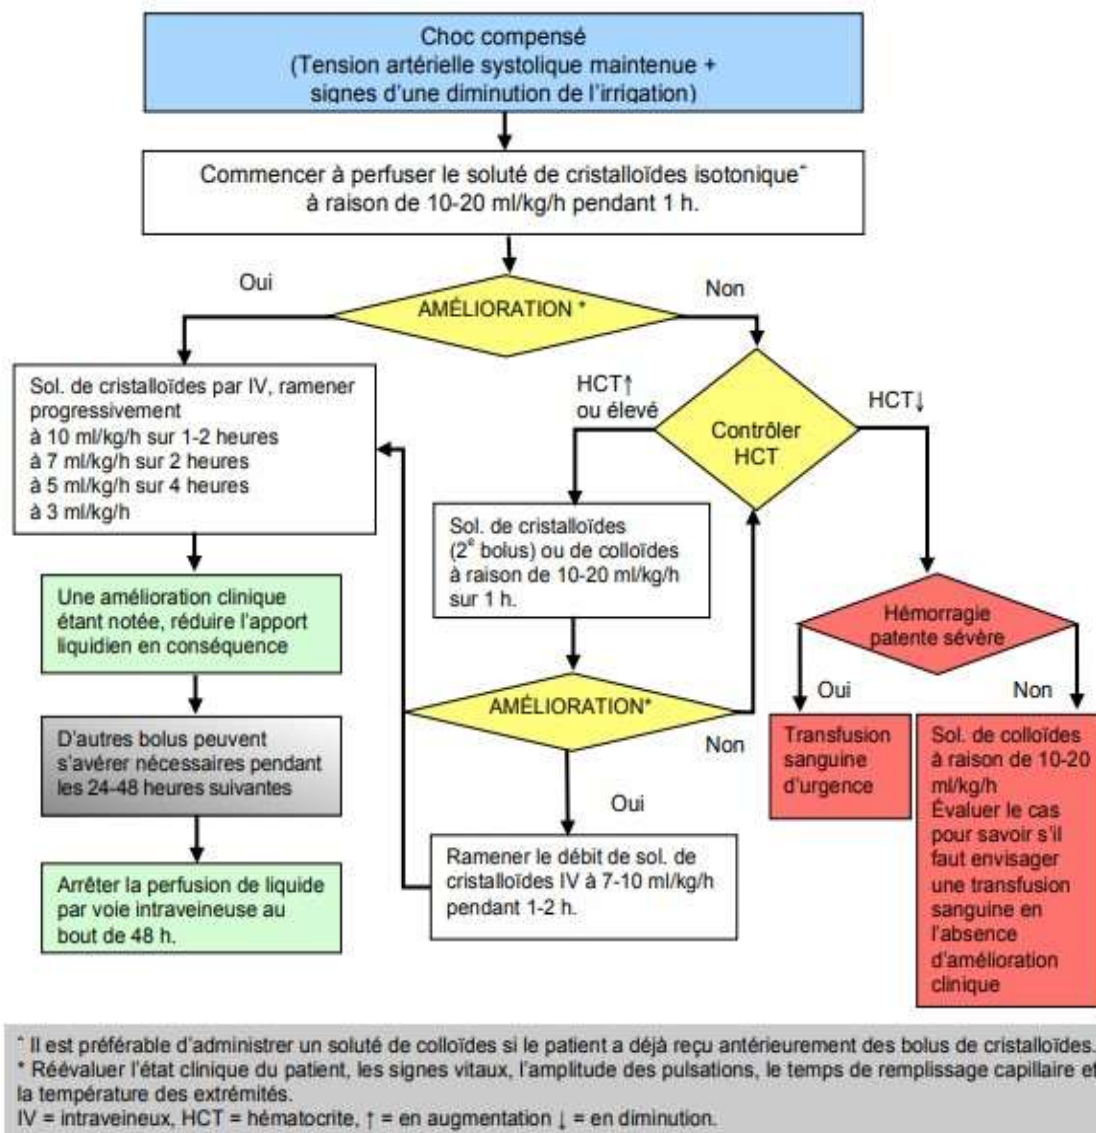 Choc compensé
(Tension artérielle systolique maintenue +
signes d'une diminution de l'irrigation)
Commencer à perfuser le soluté de cristalloïdes isotonique^
à raison de 10-20 ml/kg/h pendant 1 h.
Oui
AMÉLIORATION *
Non
Sol. de cristalloïdes par IV, ramener
progressivement
à 10 ml/kg/h sur 1-2 heures
à 7 ml/kg/h sur 2 heures
à 5 ml/kg/h sur 4 heures
à 3 ml/kg/h
HCT↑
ou élevé
Contrôler
HCT
HCT↓
Sol. de cristalloïdes
(2e bolus) ou de colloïdes
à raison de 10-20 ml/kg/h
sur 1 h.
Une amélioration clinique
étant notée, réduire l'apport
liquidien en conséquence
Hémorragie
patente sévère
AMÉLIORATION*
Non
Oui
Oui
Non
D'autres bolus peuvent
s'avérer nécessaires pendant
les 24-48 heures suivantes
Transfusion
sanguine
d'urgence
Sol. de colloïdes
à raison de 10-20
ml/kg/h
Évaluer le cas
pour savoir s'il
faut envisager
une transfusion
sanguine en
l'absence
d'amélioration
clinique
Ramener le débit de sol. de
cristalloïdes IV à 7-10 ml/kg/h
pendant 1-2 h.
Arrêter la perfusion de liquide
par voie intraveineuse au
bout de 48 h.
^ Il est préférable d'administrer un soluté de colloïdes si le patient a déjà reçu antérieurement des bolus de cristalloïdes.
* Réévaluer l'état clinique du patient, les signes vitaux, l'amplitude des pulsations, le temps de remplissage capillaire et
la température des extrémités.
IV = intraveineux, HCT = hématocrite, ↑ = en augmentation ↓ = en diminution.